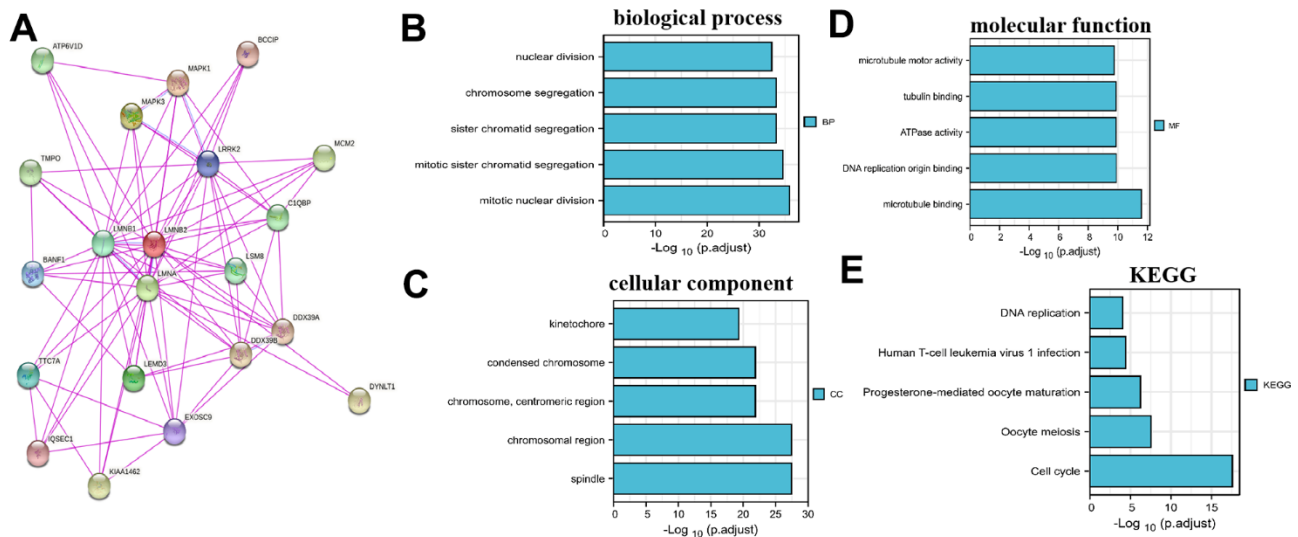 A
ATP6V1D
BCCIP
MAPK1
MAPK3
LRRK2
MCM2
TMPO
C1QBP
LMNB1
LMNB2
BANF1
LSM8
LMNA
DDX39A
DDX39B
TTC7A
LEMD3
DYNLT1
EXOSC9
IQSEC1
KIAA1462
B
biological process
nuclear division
chromosome segregation
sister chromatid segregation
mitotic sister chromatid segregation
mitotic nuclear division
BP
0 10 20 30
-Log 10 (p.adjust)
C
cellular component
kinetochore
condensed chromosome
chromosome, centromeric region
chromosomal region
spindle
CC
0 5 10 15 20 25 30
-Log 10 (p.adjust)
D
molecular function
microtubule motor activity
tubulin binding
ATPase activity
DNA replication origin binding
microtubule binding
MF
0 2 4 6 8 10 12
-Log 10 (p.adjust)
E
KEGG
DNA replication
Human T-cell leukemia virus 1 infection
Progesterone-mediated oocyte maturation
Oocyte meiosis
Cell cycle
KEGG
0 5 10 15
-Log 10 (p.adjust)